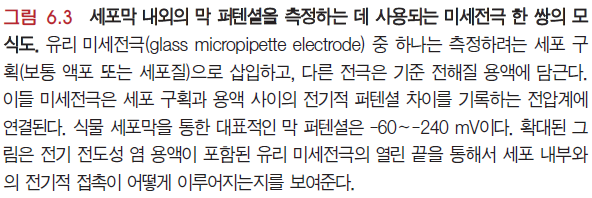 그림 6.3 세포막 내외의 막 퍼텐셜을 측정하는 데 사용되는 미세전극 한 쌍의 모
식도. 유리 미세전극(glass micropipette electrode) 중 하나는 측정하려는 세포 구
획(보통 액포 또는 세포질)으로 삽입하고, 다른 전극은 기준 전해질 용액에 담근다.
이들 미세전극은 세포 구획과 용액 사이의 전기적 퍼텐셜 차이를 기록하는 전압계에
연결된다. 식물 세포막을 통한 대표적인 막 퍼텐셜은 -60~-240 mV이다. 확대된 그
림은 전기 전도성 염 용액이 포함된 유리 미세전극의 열린 끝을 통해서 세포 내부와
의 전기적 접촉이 어떻게 이루어지는지를 보여준다.